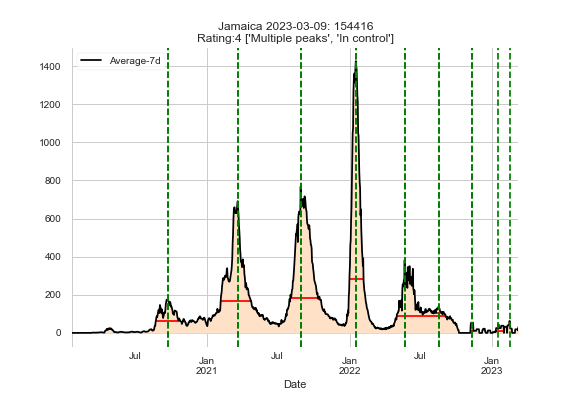 Jamaica 2023-03-09: 154416
Rating:4 ['Multiple peaks', 'In control']
Average-7d
1400
1200
1000
800
600
400
200
0
Jul
Jan
2021
Jul
Jan
2022
Jul
Jan
2023
Date